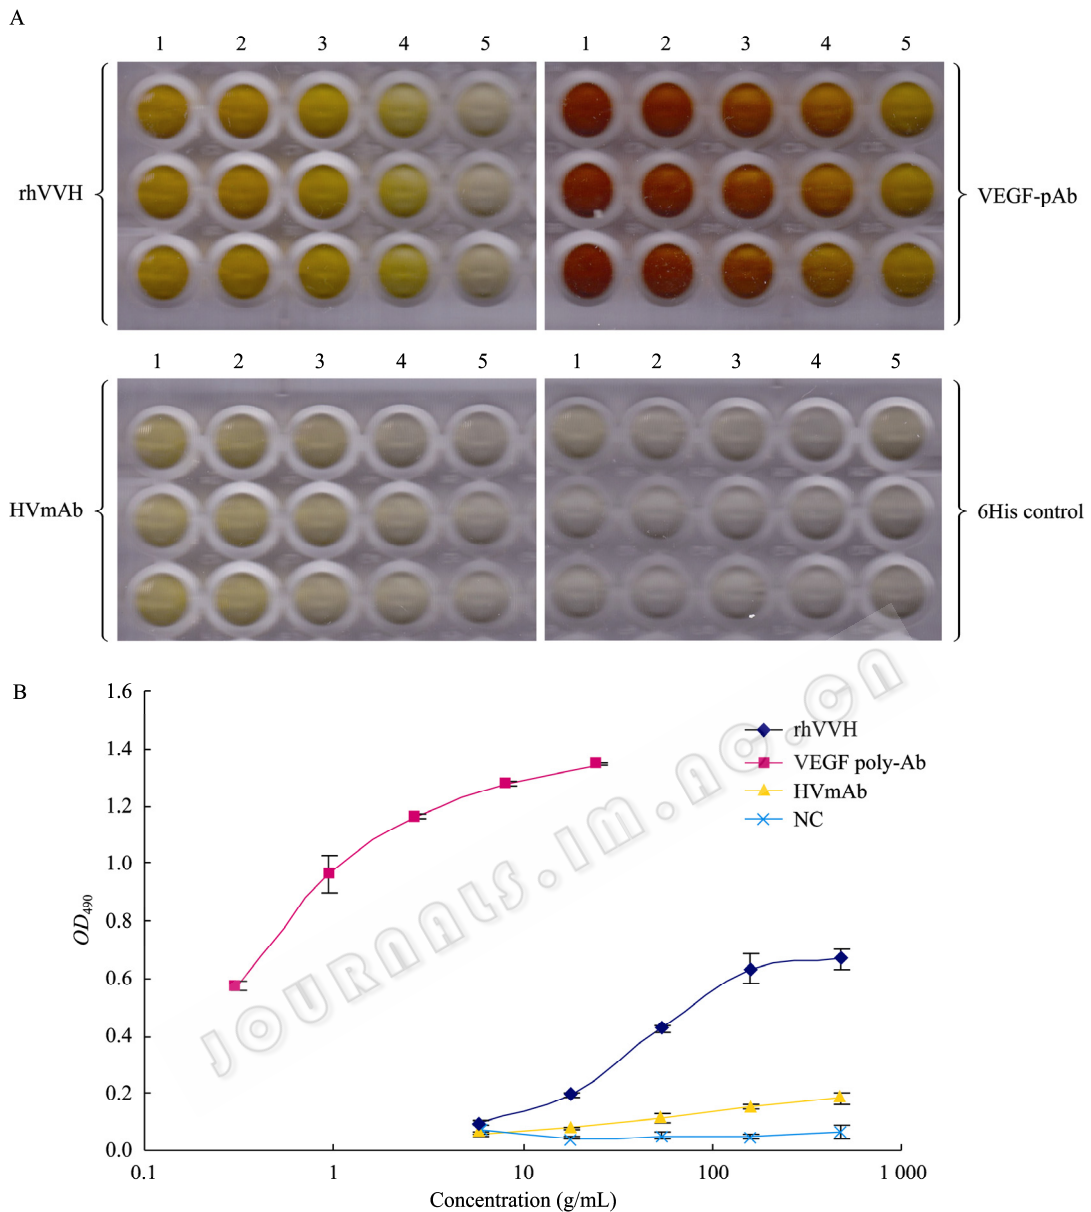 A
1 2 3 4 5 1 2 3 4 5
rhVVH
VEGF-pAb
1 2 3 4 5 1 2 3 4 5
HVmAb
6His control
B
1.6
1.4
1.2
1.0
0.8
0.6
0.4
0.2
0.0
OD490
0.1 1 10 100 1 000
Concentration (g/mL)
rhVVH
VEGF poly-Ab
HVmAb
NC
JOURNALS.IM.AC.CN